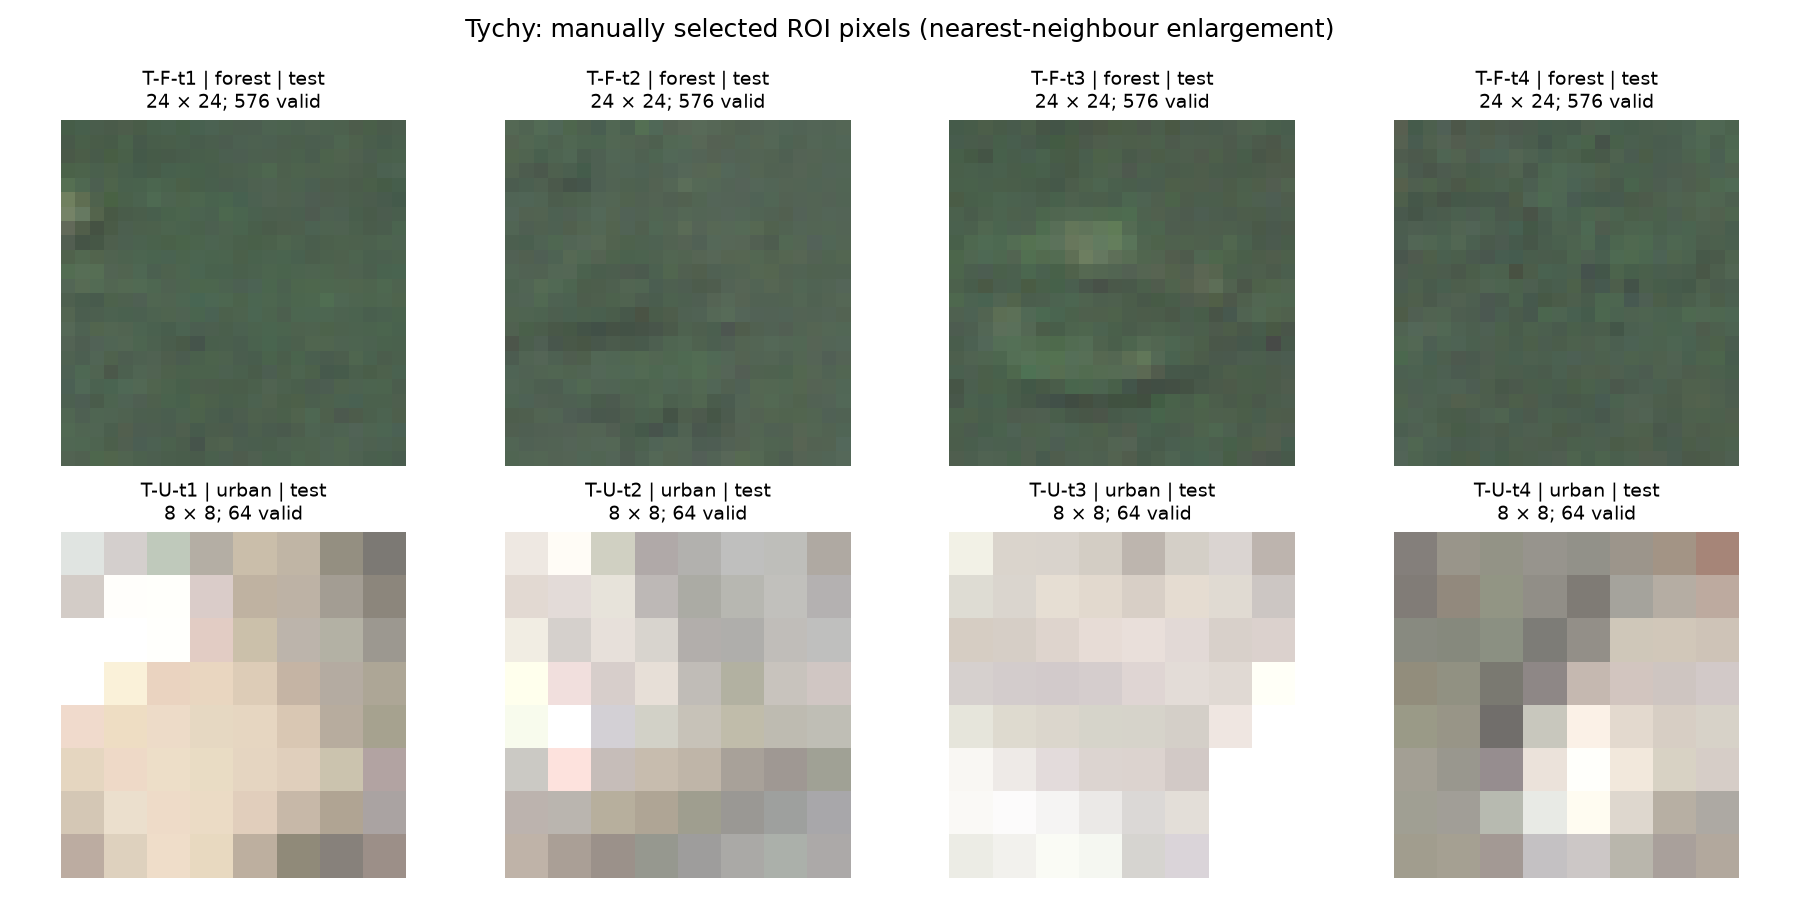 Tychy: manually selected ROI pixels (nearest-neighbour enlargement)
T-F-t1 | forest | test
24 × 24; 576 valid
T-F-t2 | forest | test
24 × 24; 576 valid
T-F-t3 | forest | test
24 × 24; 576 valid
T-F-t4 | forest | test
24 × 24; 576 valid
T-U-t1 | urban | test
8 × 8; 64 valid
T-U-t2 | urban | test
8 × 8; 64 valid
T-U-t3 | urban | test
8 × 8; 64 valid
T-U-t4 | urban | test
8 × 8; 64 valid